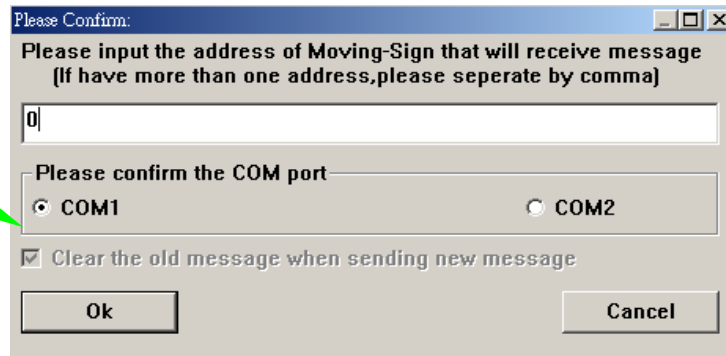 Please Confirm:
Please input the address of Moving-Sign that will receive message
(If have more than one address,please seperate by comma)
0
Please confirm the COM port
COM1
COM2
Clear the old message when sending new message
Ok
Cancel